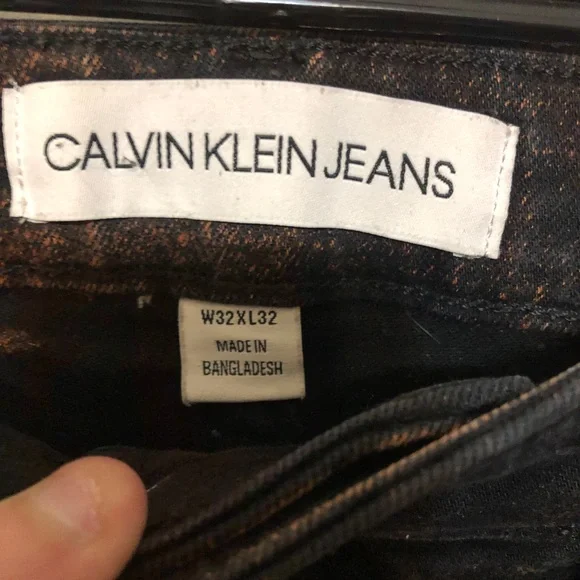 CALVIN KLEIN JEANS
W32XL32
MADE IN
BANGLADESH